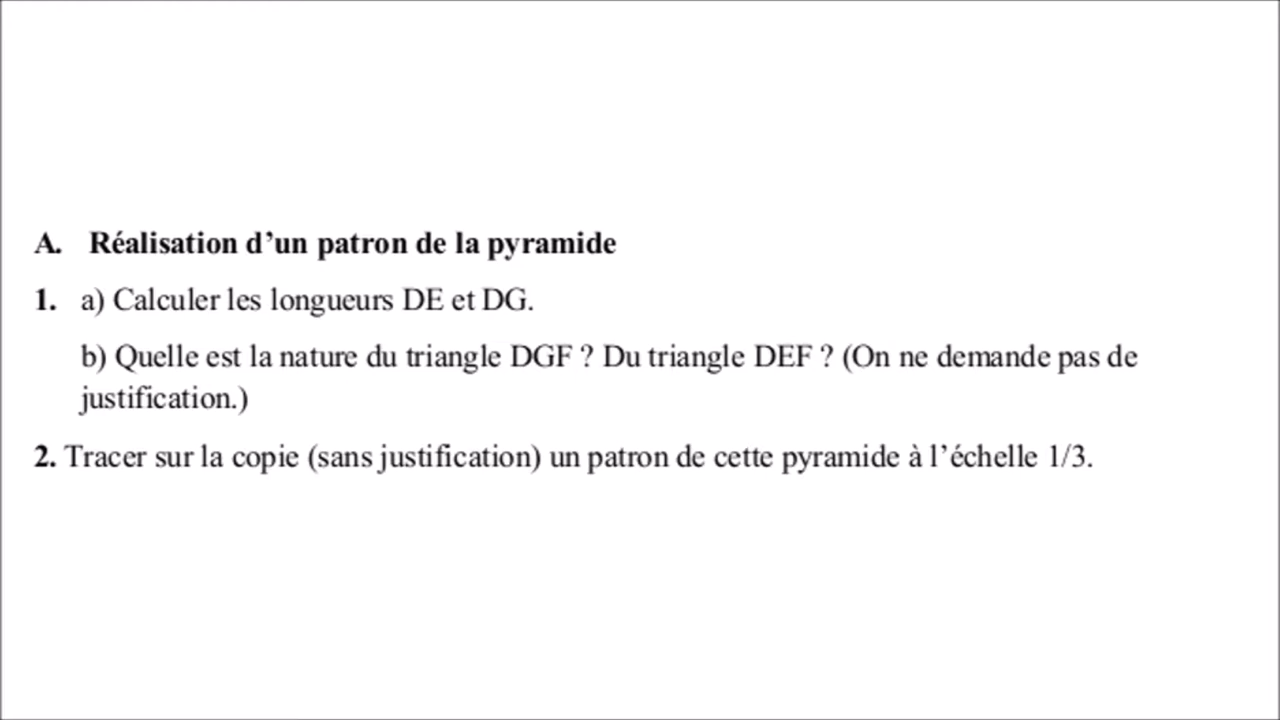 A. Réalisation d’un patron de la pyramide
1. a) Calculer les longueurs DE et DG.
b) Quelle est la nature du triangle DGF ? Du triangle DEF ? (On ne demande pas de
justification.)
2. Tracer sur la copie (sans justification) un patron de cette pyramide à l’échelle 1/3.